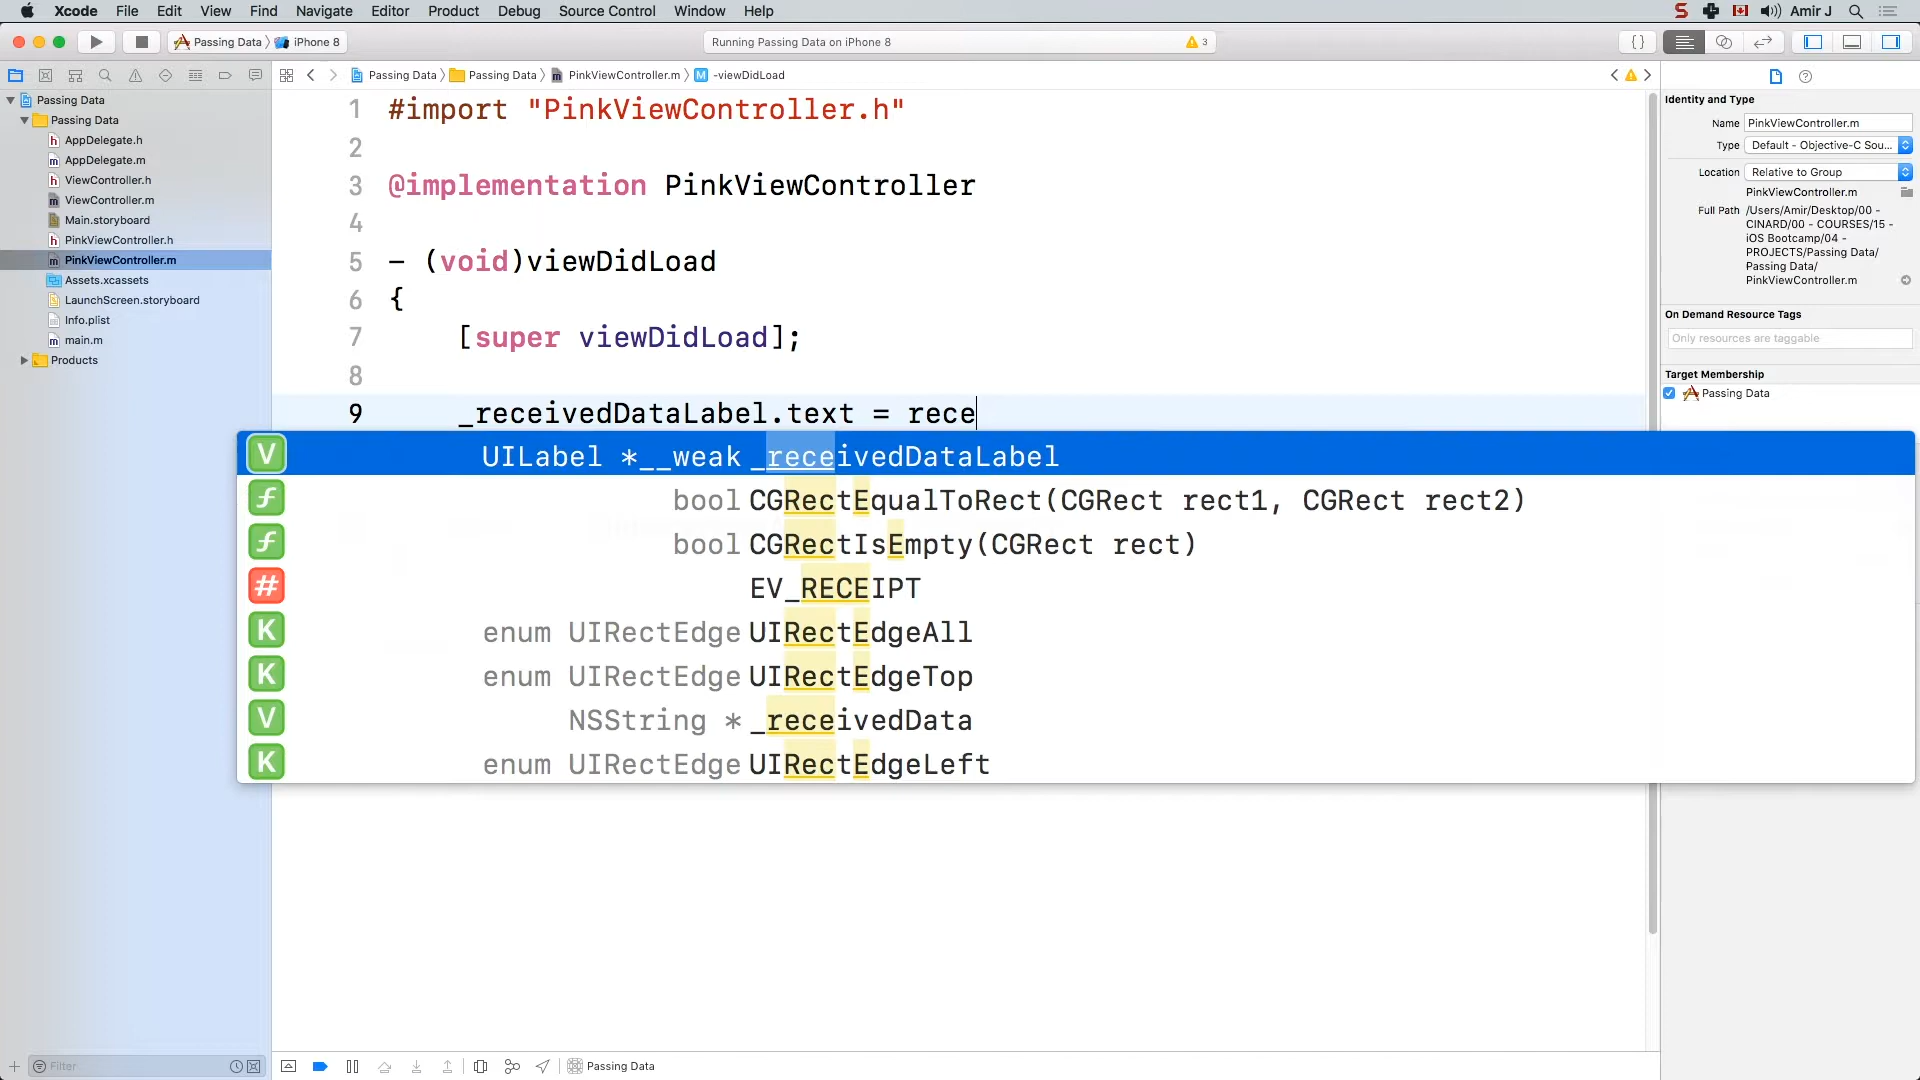 Xcode File Edit View Find Navigate Editor Product Debug Source Control Window Help S Amir J
Passing Data iPhone 8 Running Passing Data on iPhone 8 3 { }
Passing Data Passing Data PinkViewController.m M -viewDidLoad
Passing Data
Passing Data
h AppDelegate.h
m AppDelegate.m
h ViewController.h
m ViewController.m
Main.storyboard
h PinkViewController.h
m PinkViewController.m
Assets.xcassets
LaunchScreen.storyboard
Info.plist
m main.m
Products
Filter
1 #import "PinkViewController.h"
2
3 @implementation PinkViewController
4
5 - (void)viewDidLoad
6 {
7 [super viewDidLoad];
8
9 _receivedDataLabel.text = rece
V UILabel *__weak _receivedDataLabel
f bool CGRectEqualToRect(CGRect rect1, CGRect rect2)
f bool CGRectIsEmpty(CGRect rect)
# EV_RECEIPT
K enum UIRectEdge UIRectEdgeAll
K enum UIRectEdge UIRectEdgeTop
V NSString * _receivedData
K enum UIRectEdge UIRectEdgeLeft
Passing Data
Identity and Type
Name PinkViewController.m
Type Default - Objective-C Sou...
Location Relative to Group
PinkViewController.m
Full Path /Users/Amir/Desktop/00 -
CINARD/00 - COURSES/15 -
iOS Bootcamp/04 -
PROJECTS/Passing Data/
Passing Data/
PinkViewController.m
On Demand Resource Tags
Only resources are taggable
Target Membership
Passing Data